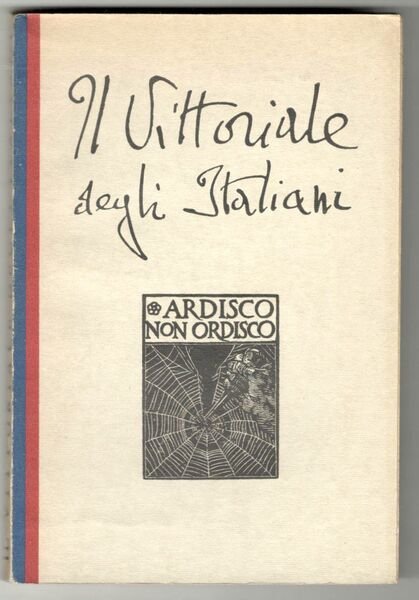 Il Vittoriale
degli Italiani
ARDISCO
NON ORDISCO